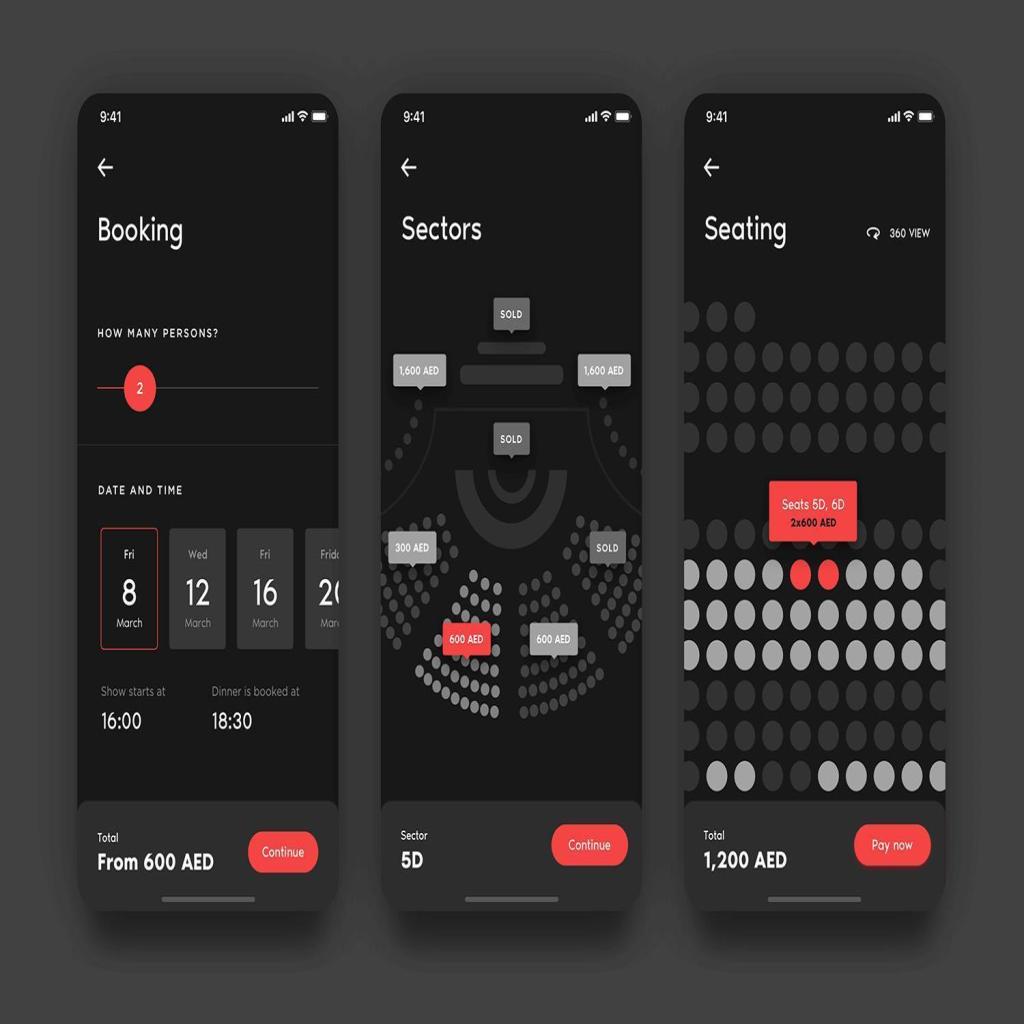 9:41
Booking
HOW MANY PERSONS?
2
DATE AND TIME
Fri
8
March
Wed
12
March
Fri
16
March
Show starts at
16:00
Dinner is booked at
18:30
Total
From 600 AED
Continue
9:41
Sectors
SOLD
1,600 AED
1,600 AED
SOLD
300 AED
SOLD
600 AED
600 AED
Sector
5D
Continue
9:41
Seating
360 VIEW
Seats 5D, 6D
2x600 AED
Total
1,200 AED
Pay now